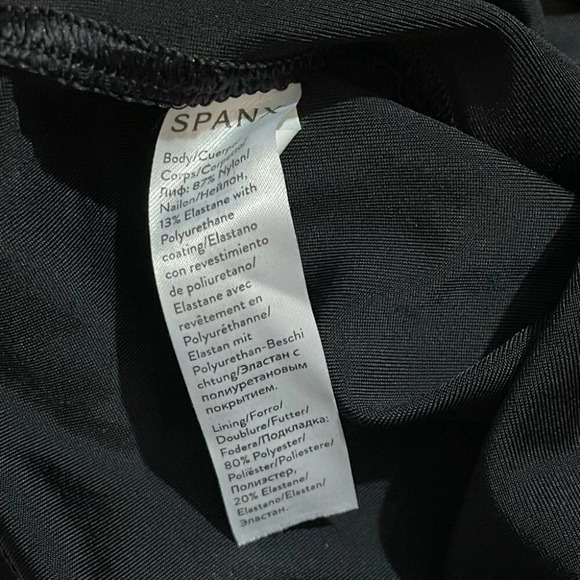 SPANX
Body/Cuerpo/
Corps/Corpo/
Лиф: 87% Nylon/
Nailon/Нейлон,
13% Elastane with
Polyurethane
coating/Elastano
con revestimiento
de poliuretano/
Elastane avec
revêtement en
Polyuréthanne/
Elastan mit
Polyurethan-Beschi
chtung/Эластан с
полиуретановым
покрытием.
Lining/Forro/
Doublure/Futter/
Fodera/Подкладка:
80% Polyester/
Poliéster/Poliestere/
Полиэстер,
20% Elastane/
Elastano/Elastan/
Эластан.